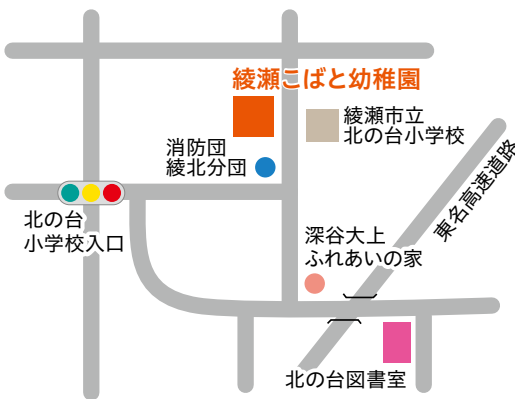 綾瀬こばと幼稚園
綾瀬市立
北の台小学校
消防団
綾北分団
東名高速道路
北の台
小学校入口
深谷大上
ふれあいの家
北の台図書室